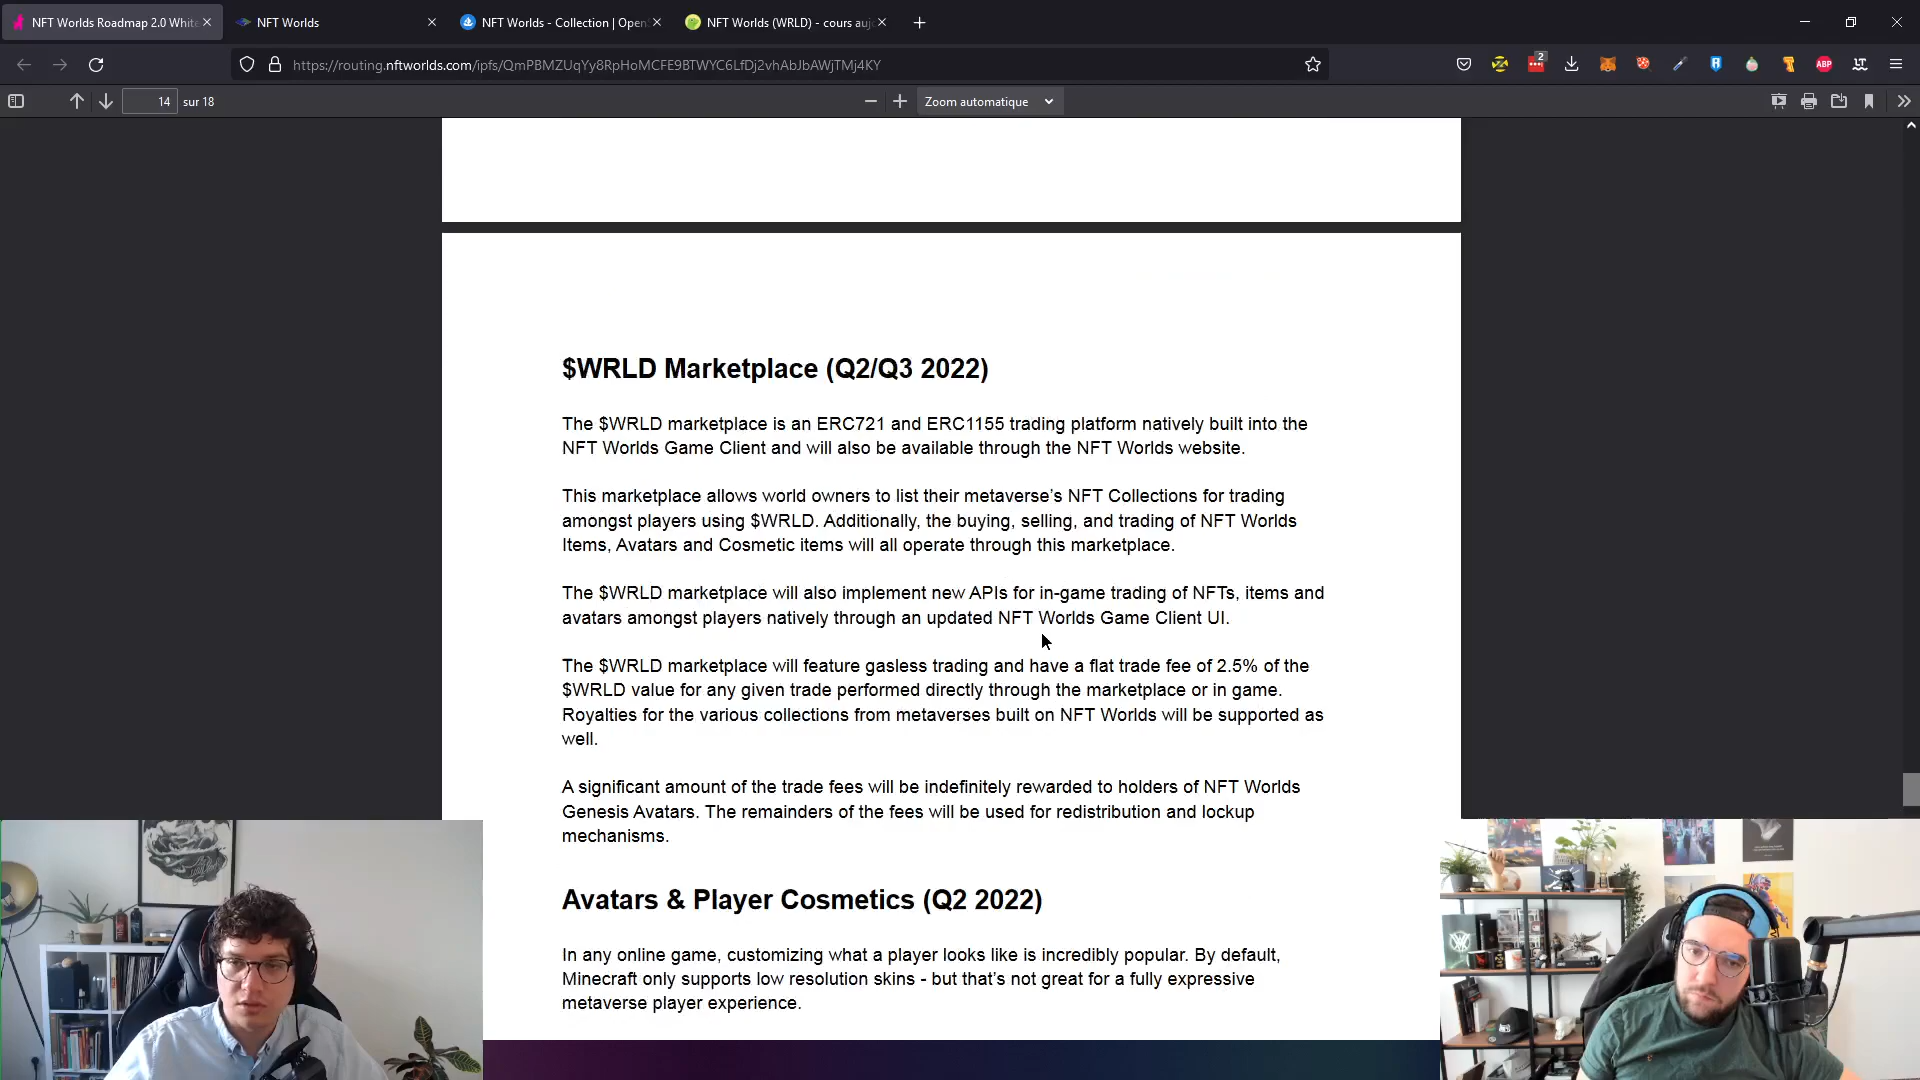 NFT Worlds Roadmap 2.0 White
NFT Worlds
NFT Worlds - Collection | Open
NFT Worlds (WRLD) - cours auj
https://routing.nftworlds.com/ipfs/QmPBMZUqYy8RpHoMCFE9BTWYC6LfDj2vhAbJbAWjTMj4KY
2
ABP
14 sur 18
Zoom automatique
$WRLD Marketplace (Q2/Q3 2022)
The $WRLD marketplace is an ERC721 and ERC1155 trading platform natively built into the
NFT Worlds Game Client and will also be available through the NFT Worlds website.
This marketplace allows world owners to list their metaverse’s NFT Collections for trading
amongst players using $WRLD. Additionally, the buying, selling, and trading of NFT Worlds
Items, Avatars and Cosmetic items will all operate through this marketplace.
The $WRLD marketplace will also implement new APIs for in-game trading of NFTs, items and
avatars amongst players natively through an updated NFT Worlds Game Client UI.
The $WRLD marketplace will feature gasless trading and have a flat trade fee of 2.5% of the
$WRLD value for any given trade performed directly through the marketplace or in game.
Royalties for the various collections from metaverses built on NFT Worlds will be supported as
well.
A significant amount of the trade fees will be indefinitely rewarded to holders of NFT Worlds
Genesis Avatars. The remainders of the fees will be used for redistribution and lockup
mechanisms.
Avatars & Player Cosmetics (Q2 2022)
In any online game, customizing what a player looks like is incredibly popular. By default,
Minecraft only supports low resolution skins - but that’s not great for a fully expressive
metaverse player experience.